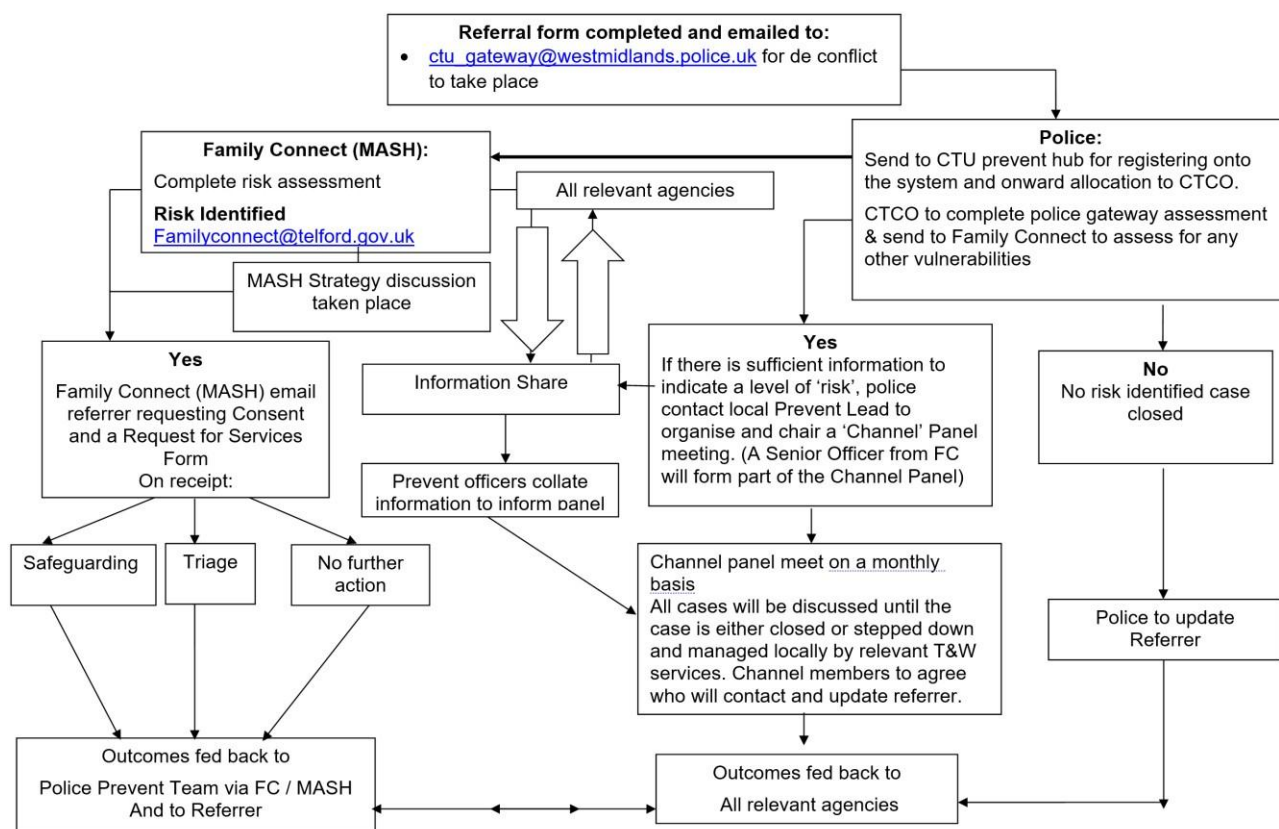 Referral form completed and emailed to:
• ctu_gateway@westmidlands.police.uk for de conflict
to take place
Police:
Send to CTU prevent hub for registering onto
the system and onward allocation to CTCO.
CTCO to complete police gateway assessment
& send to Family Connect to assess for any
other vulnerabilities
Family Connect (MASH):
Complete risk assessment
Risk Identified
Familyconnect@telford.gov.uk
All relevant agencies
MASH Strategy discussion
taken place
Yes
Family Connect (MASH) email
referrer requesting Consent
and a Request for Services
Form
On receipt:
Information Share
Yes
If there is sufficient information to
indicate a level of ‘risk’, police
contact local Prevent Lead to
organise and chair a ‘Channel’ Panel
meeting. (A Senior Officer from FC
will form part of the Channel Panel)
No
No risk identified case
closed
Prevent officers collate
information to inform panel
Safeguarding
Triage
No further
action
Channel panel meet on a monthly
basis
All cases will be discussed until the
case is either closed or stepped down
and managed locally by relevant T&W
services. Channel members to agree
who will contact and update referrer.
Police to update
Referrer
Outcomes fed back to
Police Prevent Team via FC / MASH
And to Referrer
Outcomes fed back to
All relevant agencies